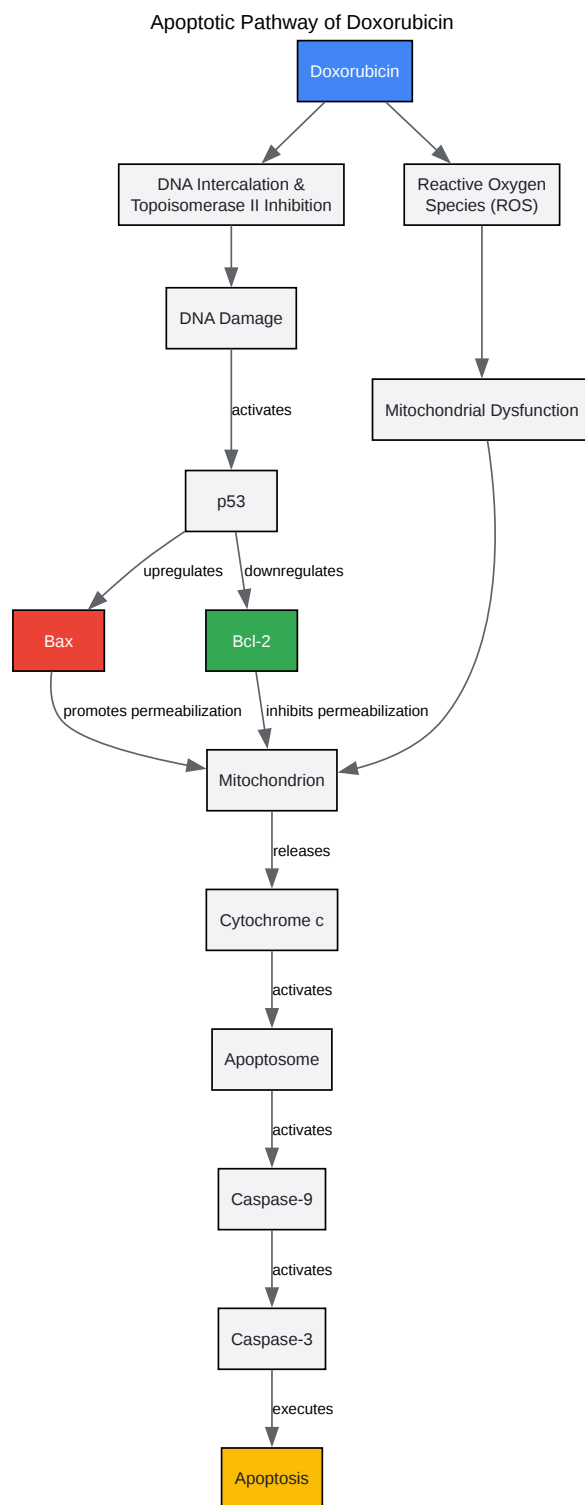 Apoptotic Pathway of Doxorubicin
Doxorubicin
DNA Intercalation &
Topoisomerase II Inhibition
Reactive Oxygen
Species (ROS)
DNA Damage
activates
Mitochondrial Dysfunction
p53
upregulates
downregulates
Bax
Bcl-2
promotes permeabilization
inhibits permeabilization
Mitochondrion
releases
Cytochrome c
activates
Apoptosome
activates
Caspase-9
activates
Caspase-3
executes
Apoptosis